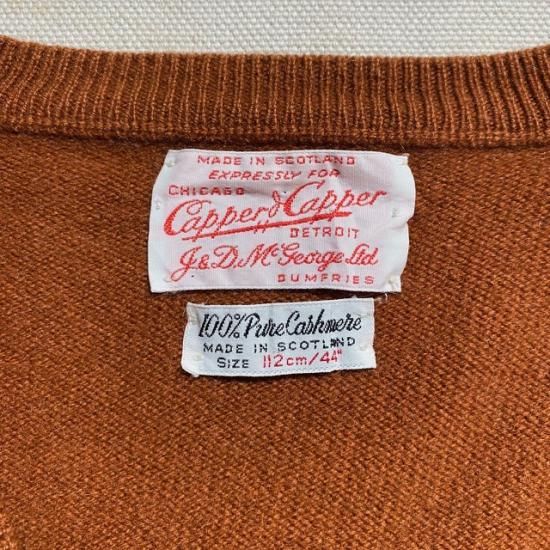 MADE IN SCOTLAND
EXPRESSLY FOR
CHICAGO
Capper & Capper
DETROIT
J. & D. McGeorge Ltd.
DUMFRIES
100% Pure Cashmere
MADE IN SCOTLAND
SIZE 112cm/44"